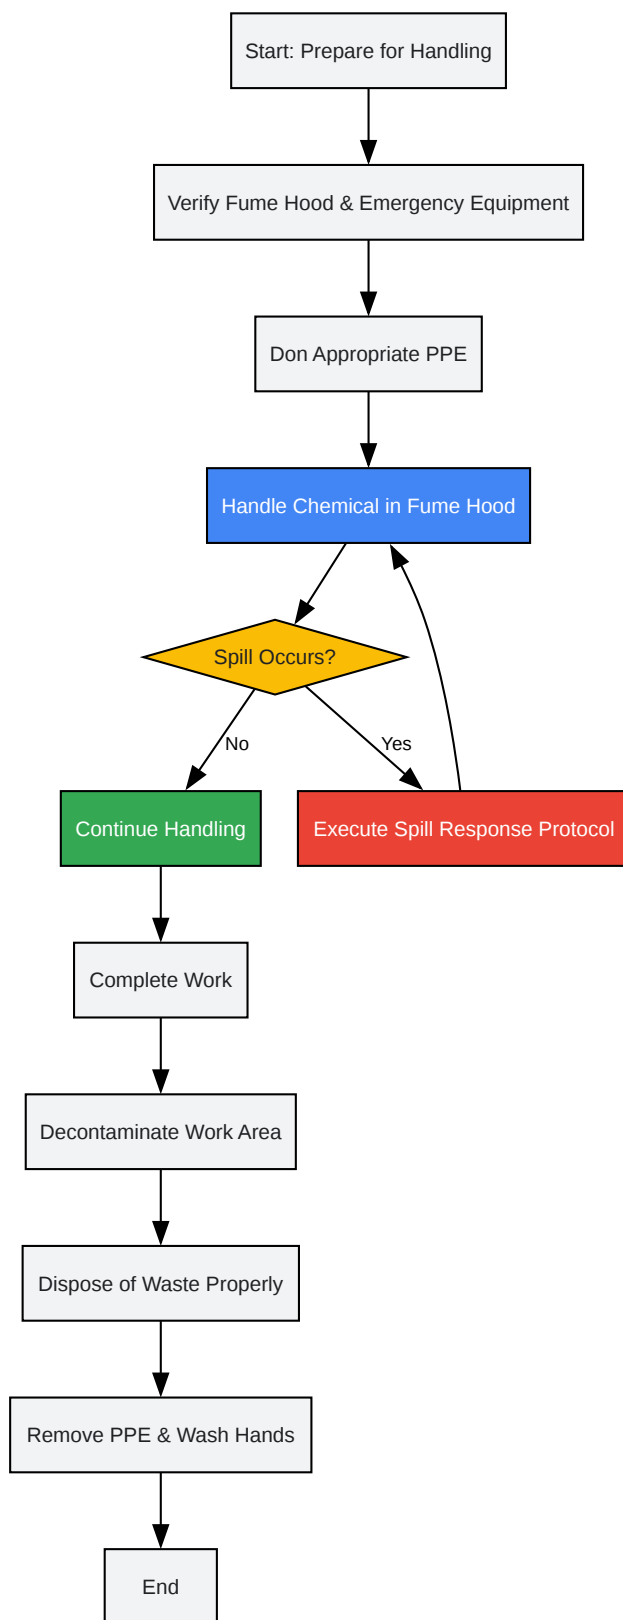 Start: Prepare for Handling
Verify Fume Hood & Emergency Equipment
Don Appropriate PPE
Handle Chemical in Fume Hood
Spill Occurs?
No
Yes
Continue Handling
Execute Spill Response Protocol
Complete Work
Decontaminate Work Area
Dispose of Waste Properly
Remove PPE & Wash Hands
End